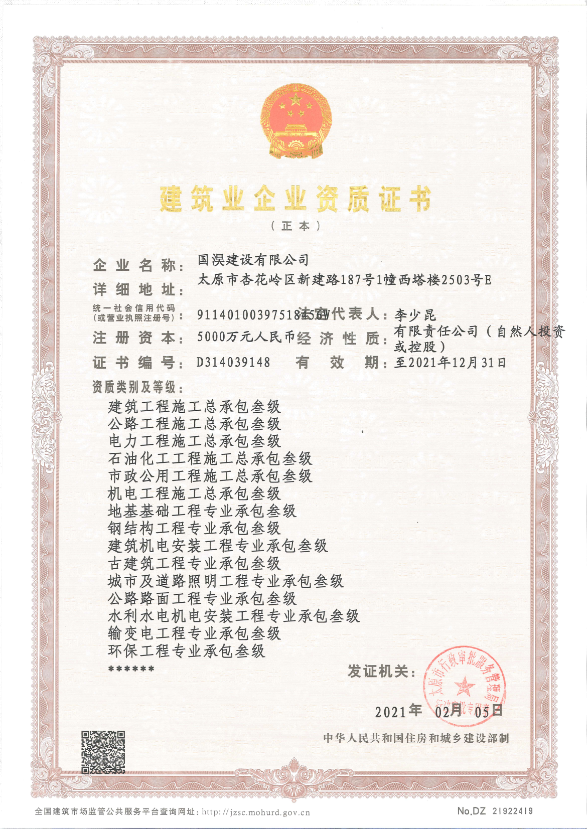 建筑业企业资质证书
（正本）
企业名称： 国淏建设有限公司
详细地址： 太原市杏花岭区新建路187号1幢西塔楼2503号E
统一社会信用代码
（或营业执照注册号）： 法定代表人： 李少昆
注册资本： 5000万元人民币 经济性质： 有限责任公司（自然人投资
或控股）
证书编号： D314039148 有效期： 至2021年12月31日
资质类别及等级：
建筑工程施工总承包叁级
公路工程施工总承包叁级
电力工程施工总承包叁级
石油化工工程施工总承包叁级
市政公用工程施工总承包叁级
机电工程施工总承包叁级
地基基础工程专业承包叁级
钢结构工程专业承包叁级
建筑机电安装工程专业承包叁级
古建筑工程专业承包叁级
城市及道路照明工程专业承包叁级
公路路面工程专业承包叁级
水利水电机电安装工程专业承包叁级
输变电工程专业承包叁级
环保工程专业承包叁级
******
发证机关：
2021年 02月 05日
中华人民共和国住房和城乡建设部制
全国建筑市场监管公共服务平台查询网址：http://jzsc.mohurd.gov.cn
No.DZ 21922419